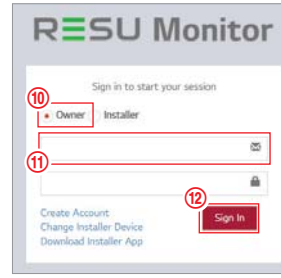 RESU Monitor
Sign in to start your session
⑩
Owner Installer
⑪
⑫
Create Account Sign In
Change Installer Device
Download Installer App